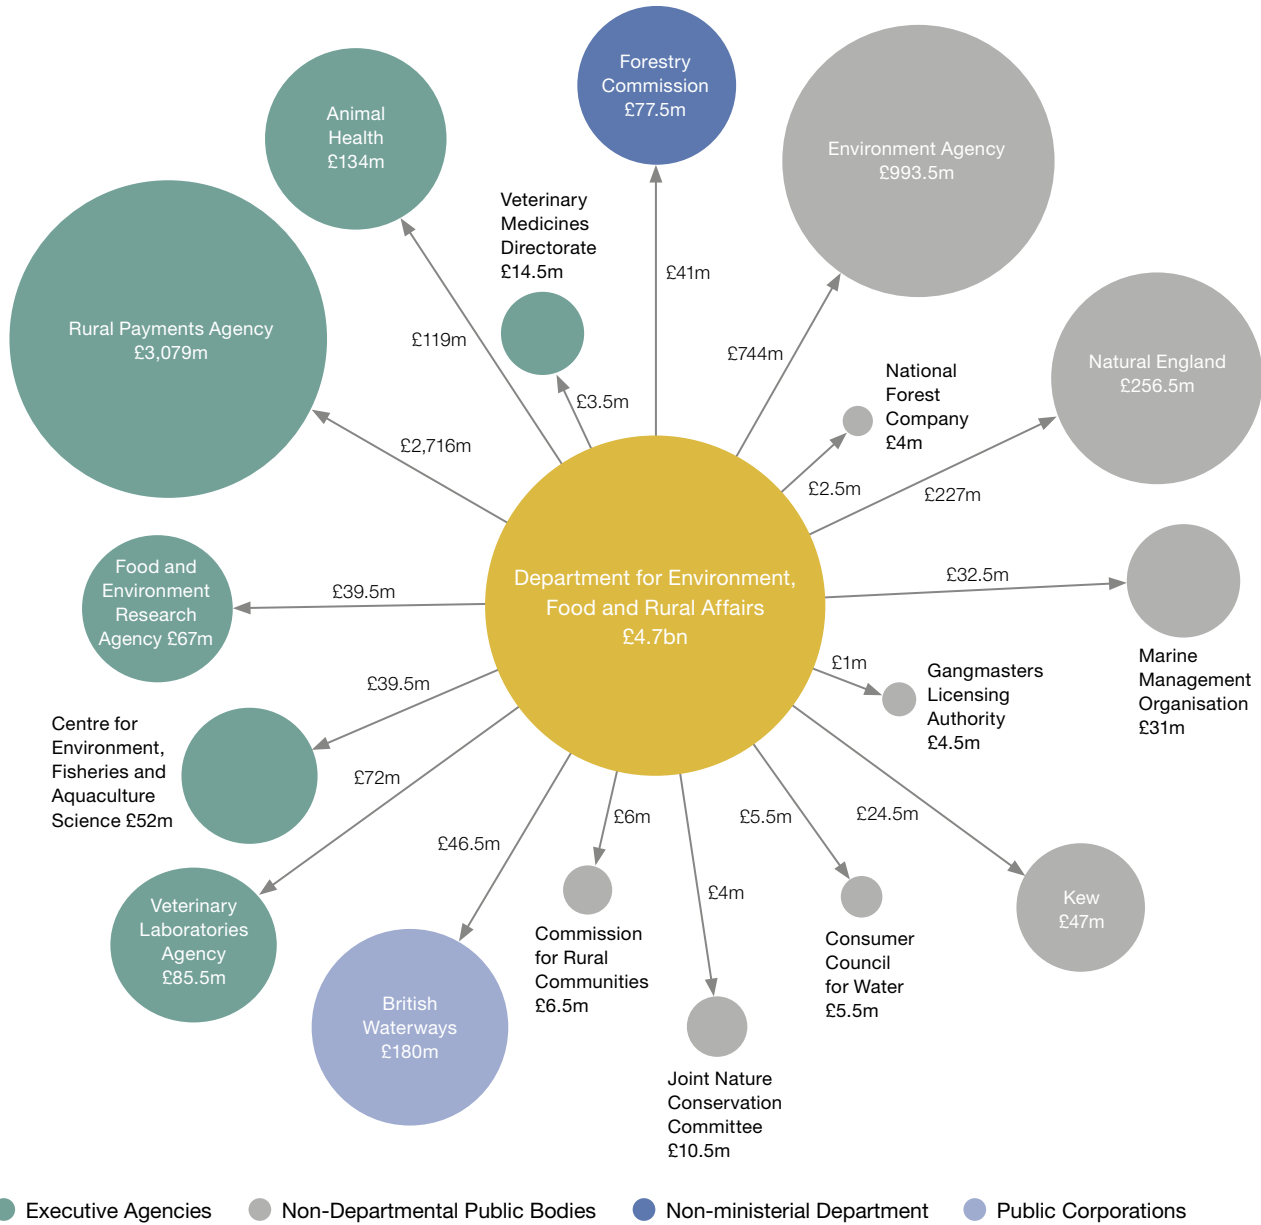 Forestry
Commission
£77.5m
Animal
Health
£134m
Environment Agency
£993.5m
Veterinary
Medicines
Directorate
£14.5m
£41m
Rural Payments Agency
£3,079m
£119m
£744m
Natural England
£256.5m
National
Forest
Company
£4m
£3.5m
£2,716m
£2.5m
£227m
Food and
Environment
Research
Agency £67m
£39.5m
Department for Environment,
Food and Rural Affairs
£4.7bn
£32.5m
Marine
Management
Organisation
£31m
£1m
Gangmasters
Licensing
Authority
£4.5m
£39.5m
Centre for
Environment,
Fisheries and
Aquaculture
Science £52m
£72m
£46.5m
£6m
£5.5m
£24.5m
£4m
Veterinary
Laboratories
Agency
£85.5m
Kew
£47m
Commission
for Rural
Communities
£6.5m
Consumer
Council
for Water
£5.5m
British
Waterways
£180m
Joint Nature
Conservation
Committee
£10.5m
Executive Agencies
Non-Departmental Public Bodies
Non-ministerial Department
Public Corporations